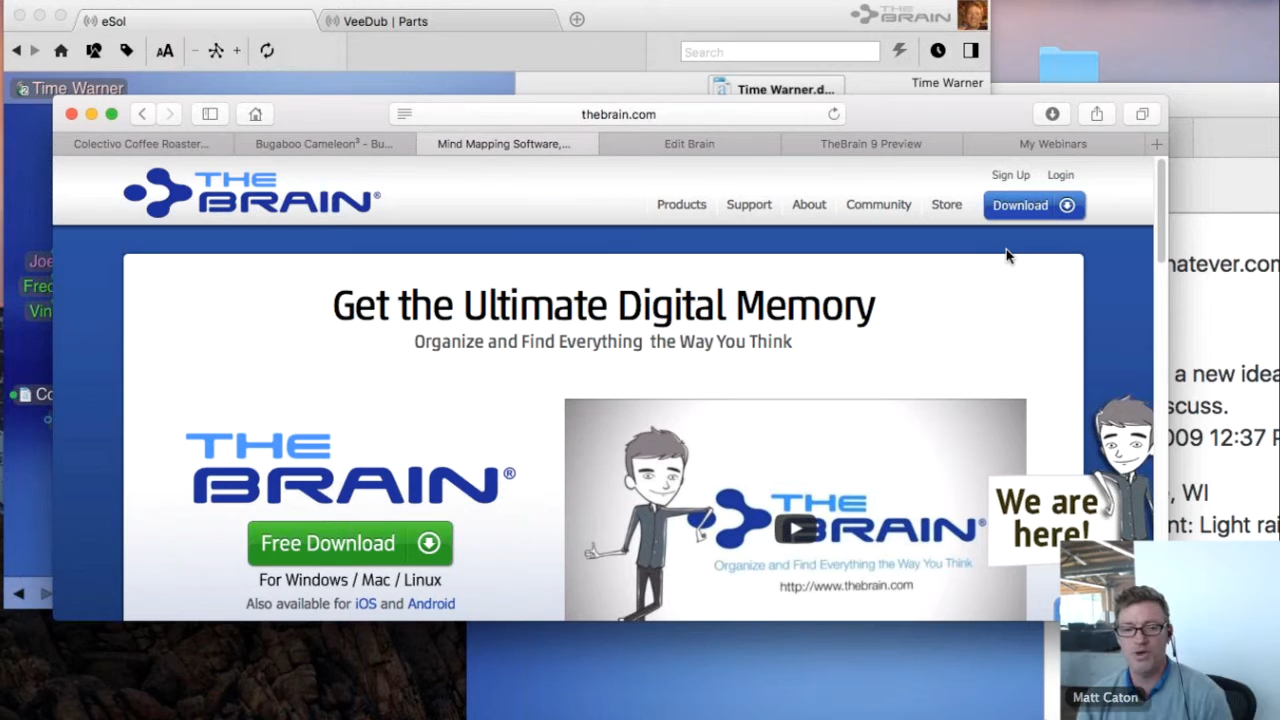 eSol
VeeDub | Parts
THE BRAIN
AA
Search
Time Warner
Time Warner.d...
Time Warner
thebrain.com
Colectivo Coffee Roaster...
Bugaboo Cameleon³ - Bu...
Mind Mapping Software,...
Edit Brain
TheBrain 9 Preview
My Webinars
THE BRAIN®
Sign Up Login
Products Support About Community Store Download
Joe
Fred
Vin
Co
Get the Ultimate Digital Memory
Organize and Find Everything the Way You Think
THE BRAIN®
Free Download
For Windows / Mac / Linux
Also available for iOS and Android
THE BRAIN®
Organize and Find Everything the Way You Think
http://www.thebrain.com
We are
here!
hatever.com
a new idea
scuss.
009 12:37 P
, WI
nt: Light rai
Matt Caton